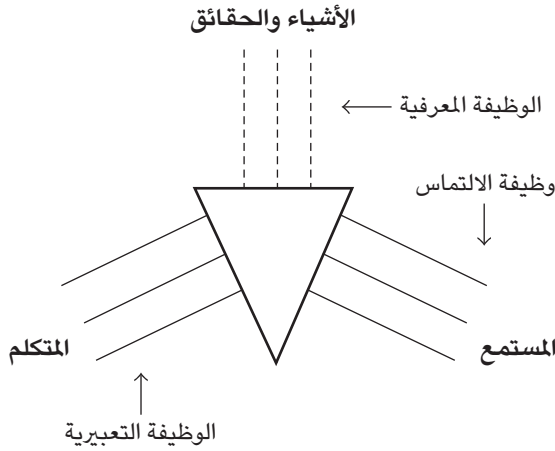 الأشياء والحقائق
الوظيفة المعرفية
وظيفة الالتماس
المستمع
المتكلم
الوظيفة التعبيرية